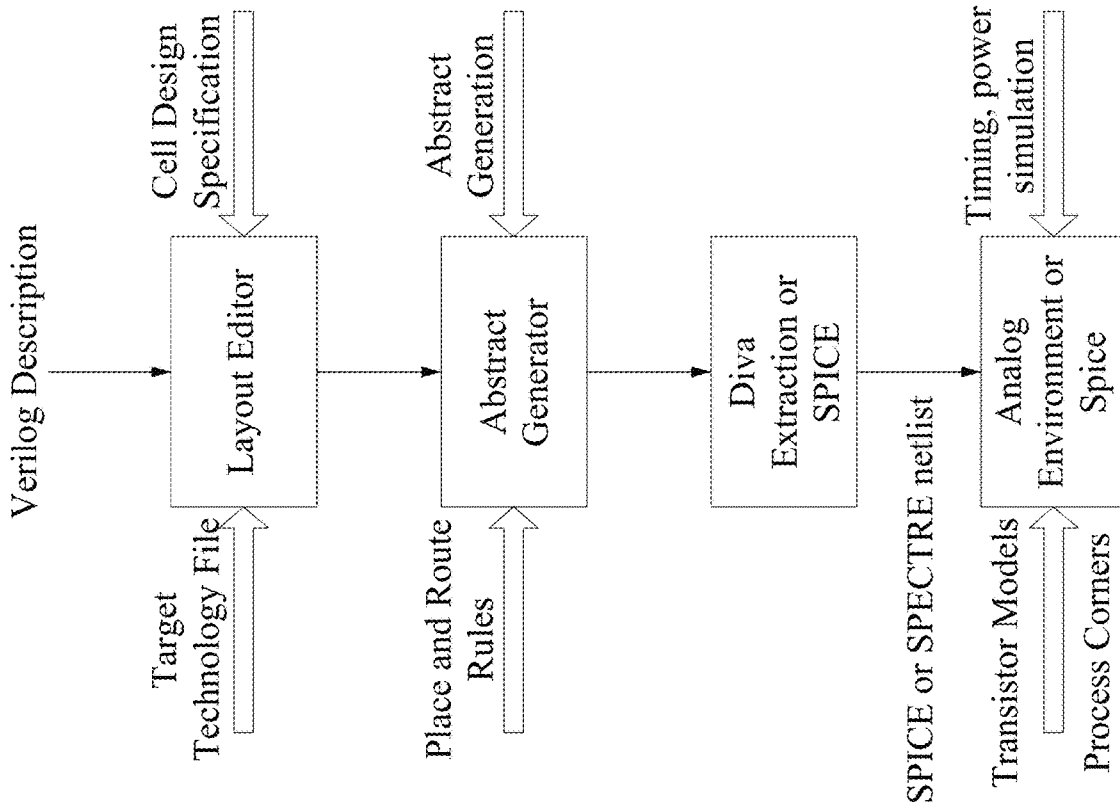 Verilog Description
Target
Technology File
Layout Editor
Cell Design
Specification
Place and Route
Rules
Abstract
Generator
Abstract
Generation
Diva
Extraction or
SPICE
SPICE or SPECTRE netlist
Transistor Models
Process Corners
Analog
Environment or
Spice
Timing, power
simulation